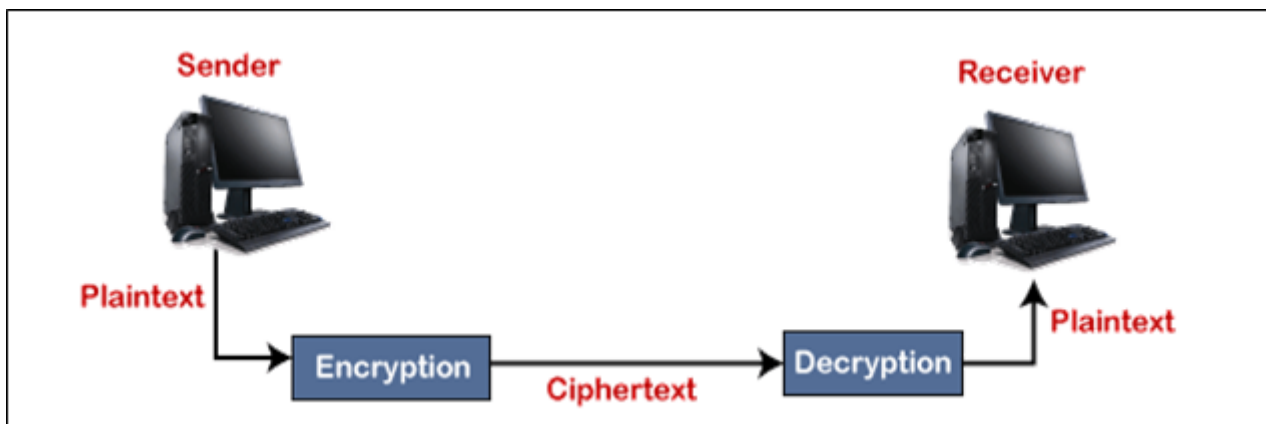 Sender
Receiver
Plaintext
Plaintext
Encryption
Decryption
Ciphertext